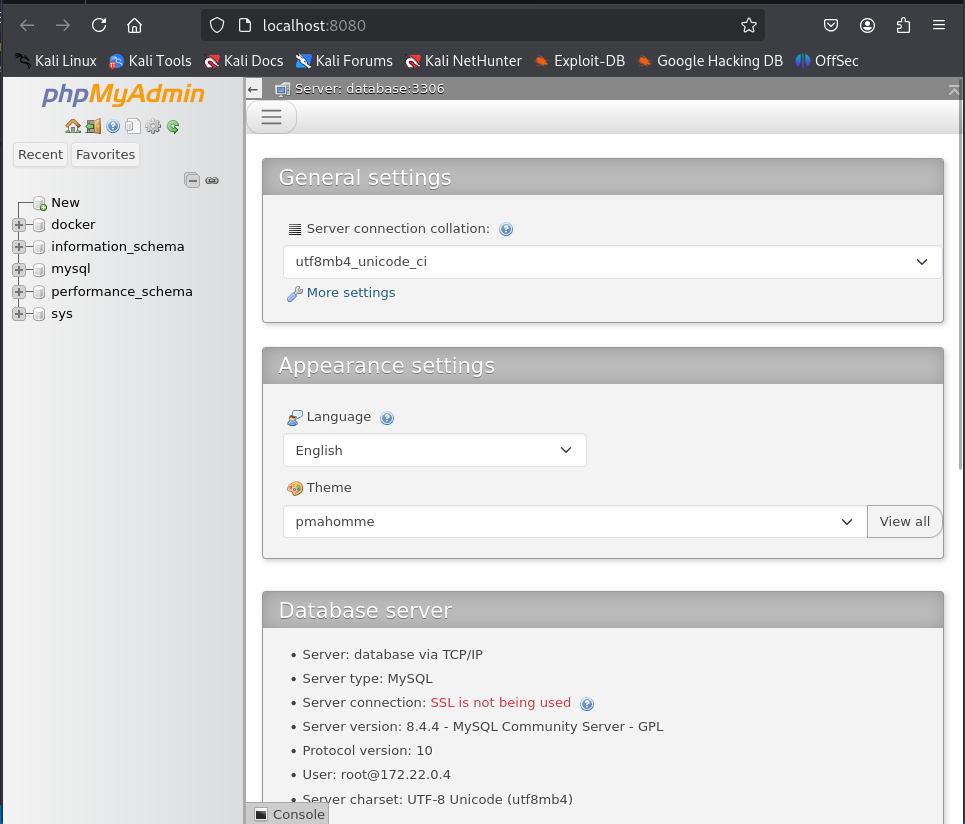 localhost:8080
Kali Linux Kali Tools Kali Docs Kali Forums Kali NetHunter Exploit-DB Google Hacking DB OffSec
phpMyAdmin
Recent Favorites
New
docker
information_schema
mysql
performance_schema
sys
Server: database:3306
General settings
Server connection collation:
utf8mb4_unicode_ci
More settings
Appearance settings
Language
English
Theme
pmahomme
View all
Database server
• Server: database via TCP/IP
• Server type: MySQL
• Server connection: SSL is not being used
• Server version: 8.4.4 - MySQL Community Server - GPL
• Protocol version: 10
• User: root@172.22.0.4
• Server charset: UTF-8 Unicode (utf8mb4)
Console